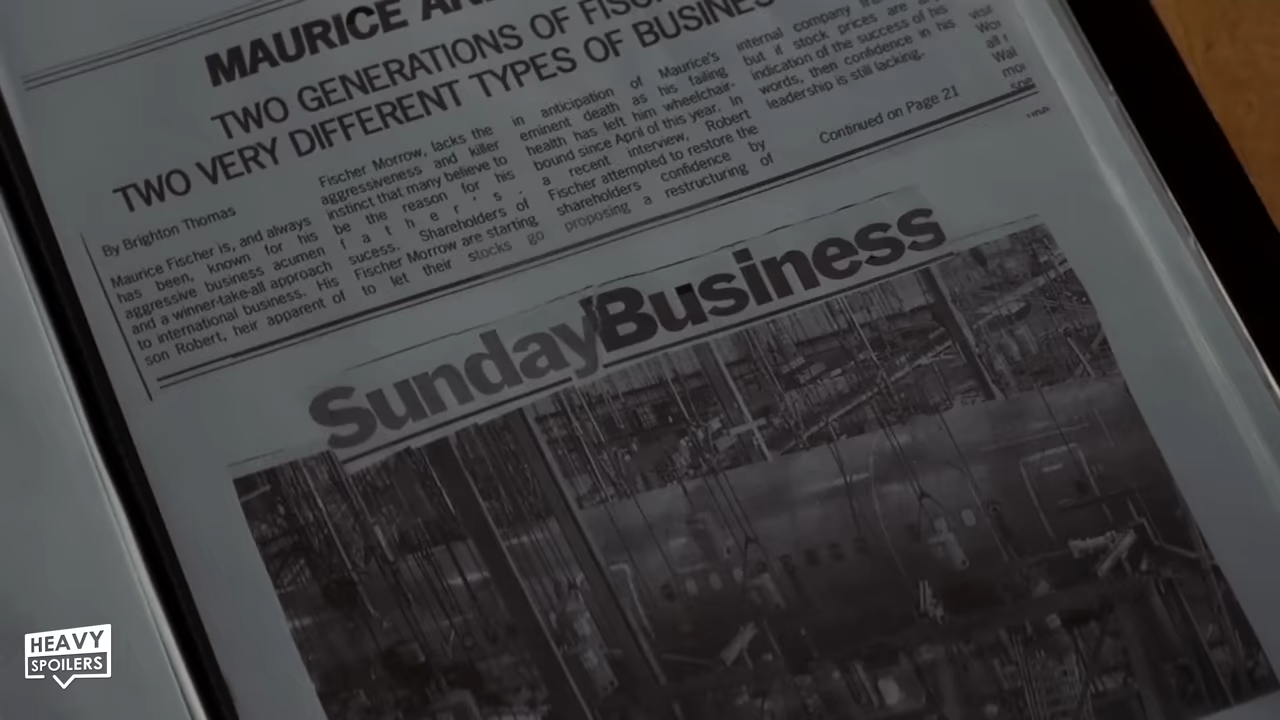 MAURICE
TWO GENERATIONS OF
TWO VERY DIFFERENT TYPES OF BUSINES
By Brighton Thomas
Maurice Fischer is, and always
has been, known for his
aggressive business acumen
and a winner-take-all approach
to international business. His
son Robert, heir apparent of
Fischer Morrow, lacks the
aggressiveness and killer
instinct that many believe to
be the reason for his
father's
sucess. Shareholders of
Fischer Morrow are starting
to let their stocks go
in anticipation of Maurice's
eminent death as his failing
health has left him wheelchair-
bound since April of this year. In
a recent interview, Robert
Fischer attempted to restore the
shareholders confidence by
proposing a restructuring of
internal company
but if stock prices are
indication of the success of his
words, then confidence in his
leadership is still lacking.
Continued on Page 21
SundayBusiness
HEAVY
SPOILERS